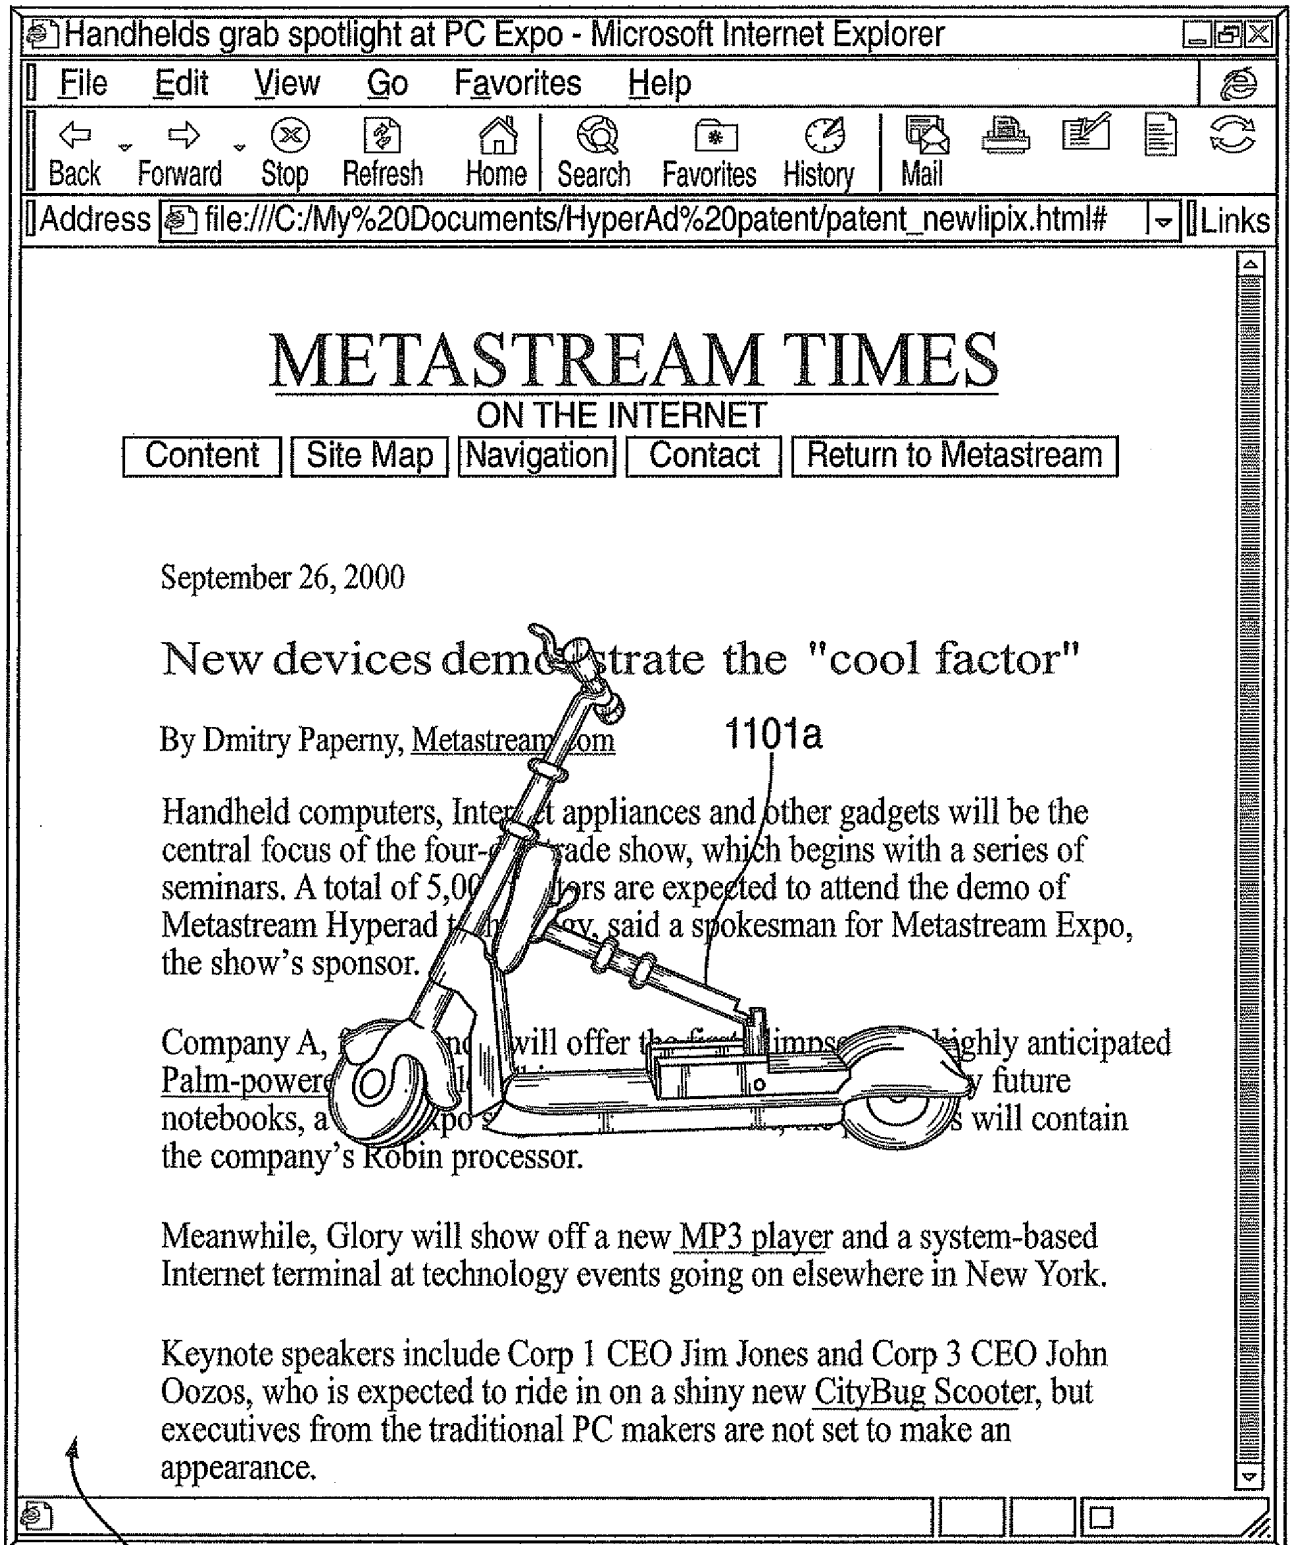 Handhelds grab spotlight at PC Expo - Microsoft Internet Explorer
File Edit View Go Favorites Help
Back Forward Stop Refresh Home Search Favorites History Mail
Address file:///C:/My%20Documents/HyperAd%20patent/patent_newlipix.html# Links
METASTREAM TIMES
ON THE INTERNET
Content Site Map Navigation Contact Return to Metastream
September 26, 2000
New devices strate the "cool factor"
By Dmitry Paperny, Metastream com
1101a
Handheld computers, appliances and other gadgets will be the
central focus of the show, which begins with a series of
seminars. A total of are expected to attend the demo of
Metastream Hyperad said a spokesman for Metastream Expo,
the show's sponsor.
Company A, will offer the first highly anticipated
future
notebooks, a will contain
the company's Robin processor.
Meanwhile, Glory will show off a new MP3 player and a system-based
Internet terminal at technology events going on elsewhere in New York.
Keynote speakers include Corp 1 CEO Jim Jones and Corp 3 CEO John
Oozos, who is expected to ride in on a shiny new CityBug Scooter, but
executives from the traditional PC makers are not set to make an
appearance.